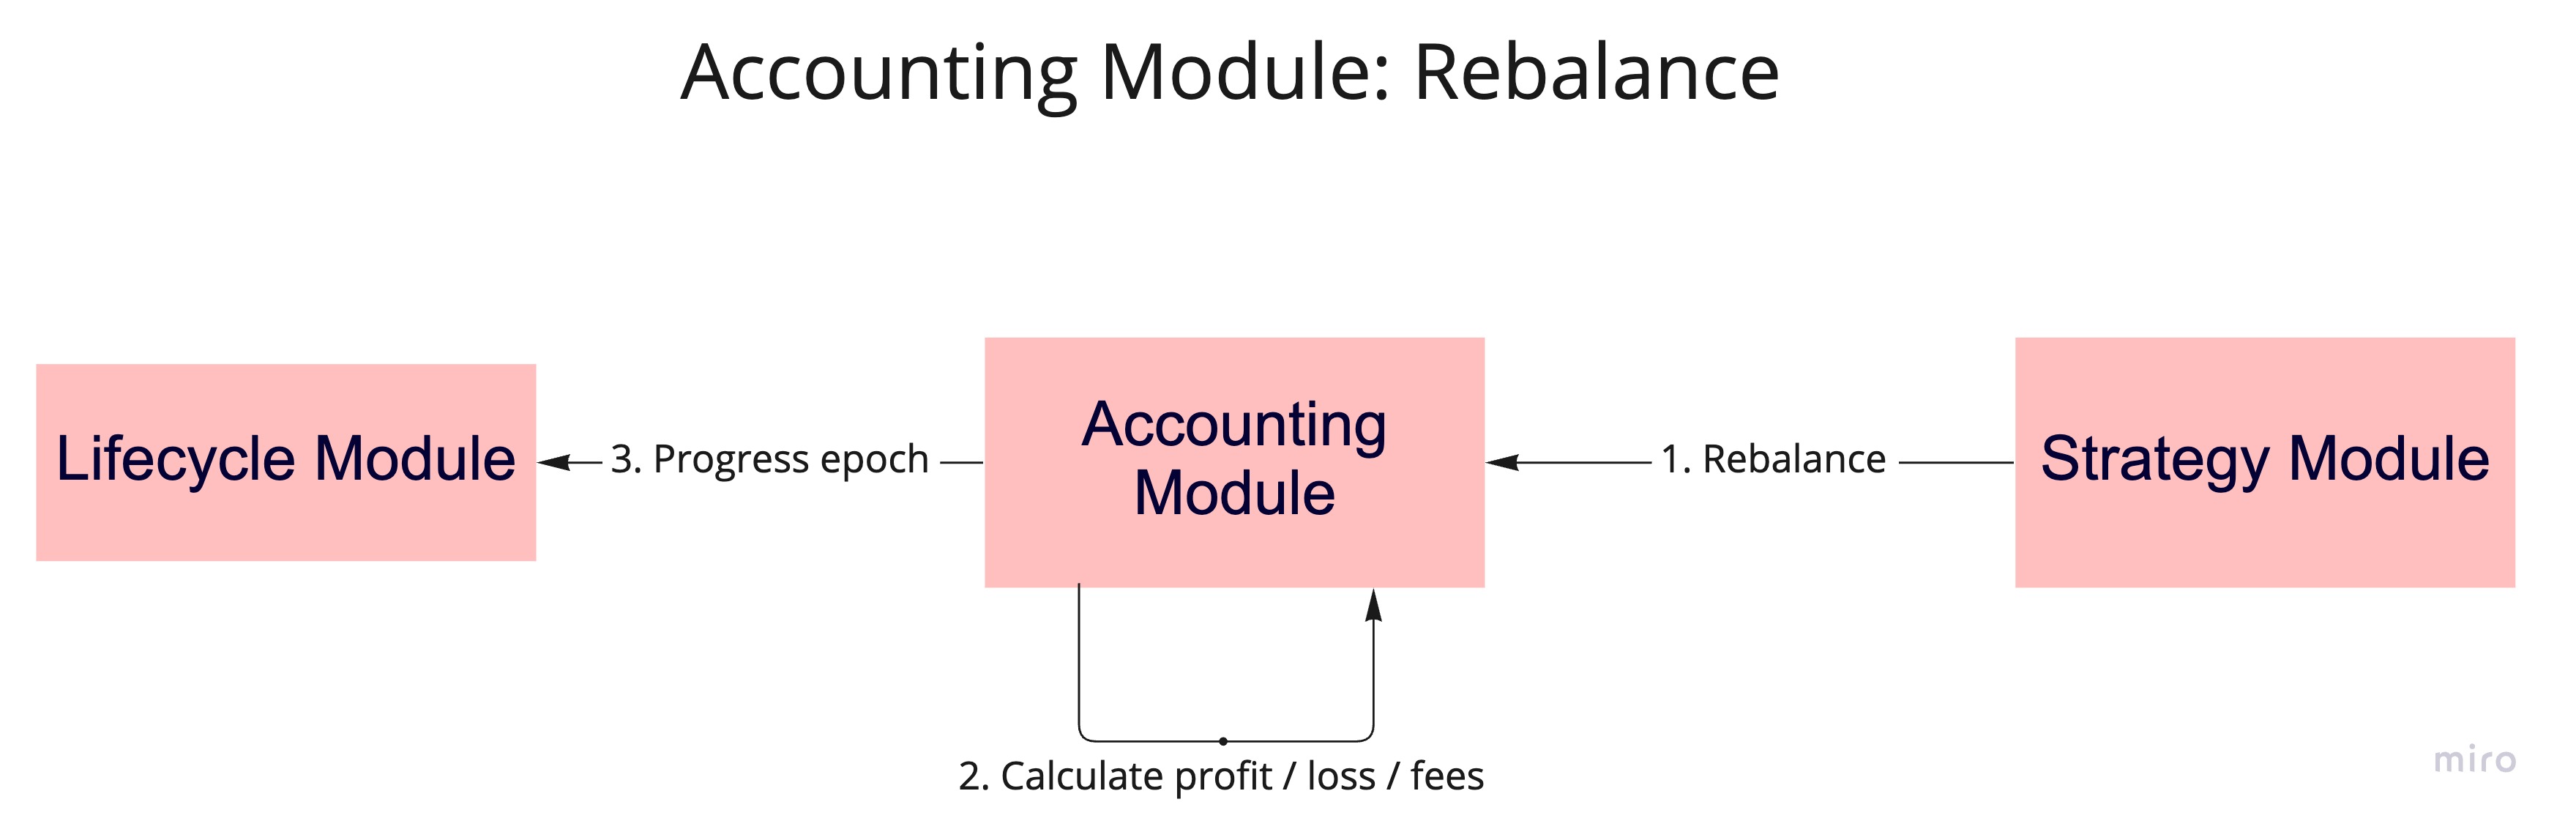 Accounting Module: Rebalance
Lifecycle Module
3. Progress epoch
Accounting
Module
1. Rebalance
Strategy Module
2. Calculate profit / loss / fees
miro